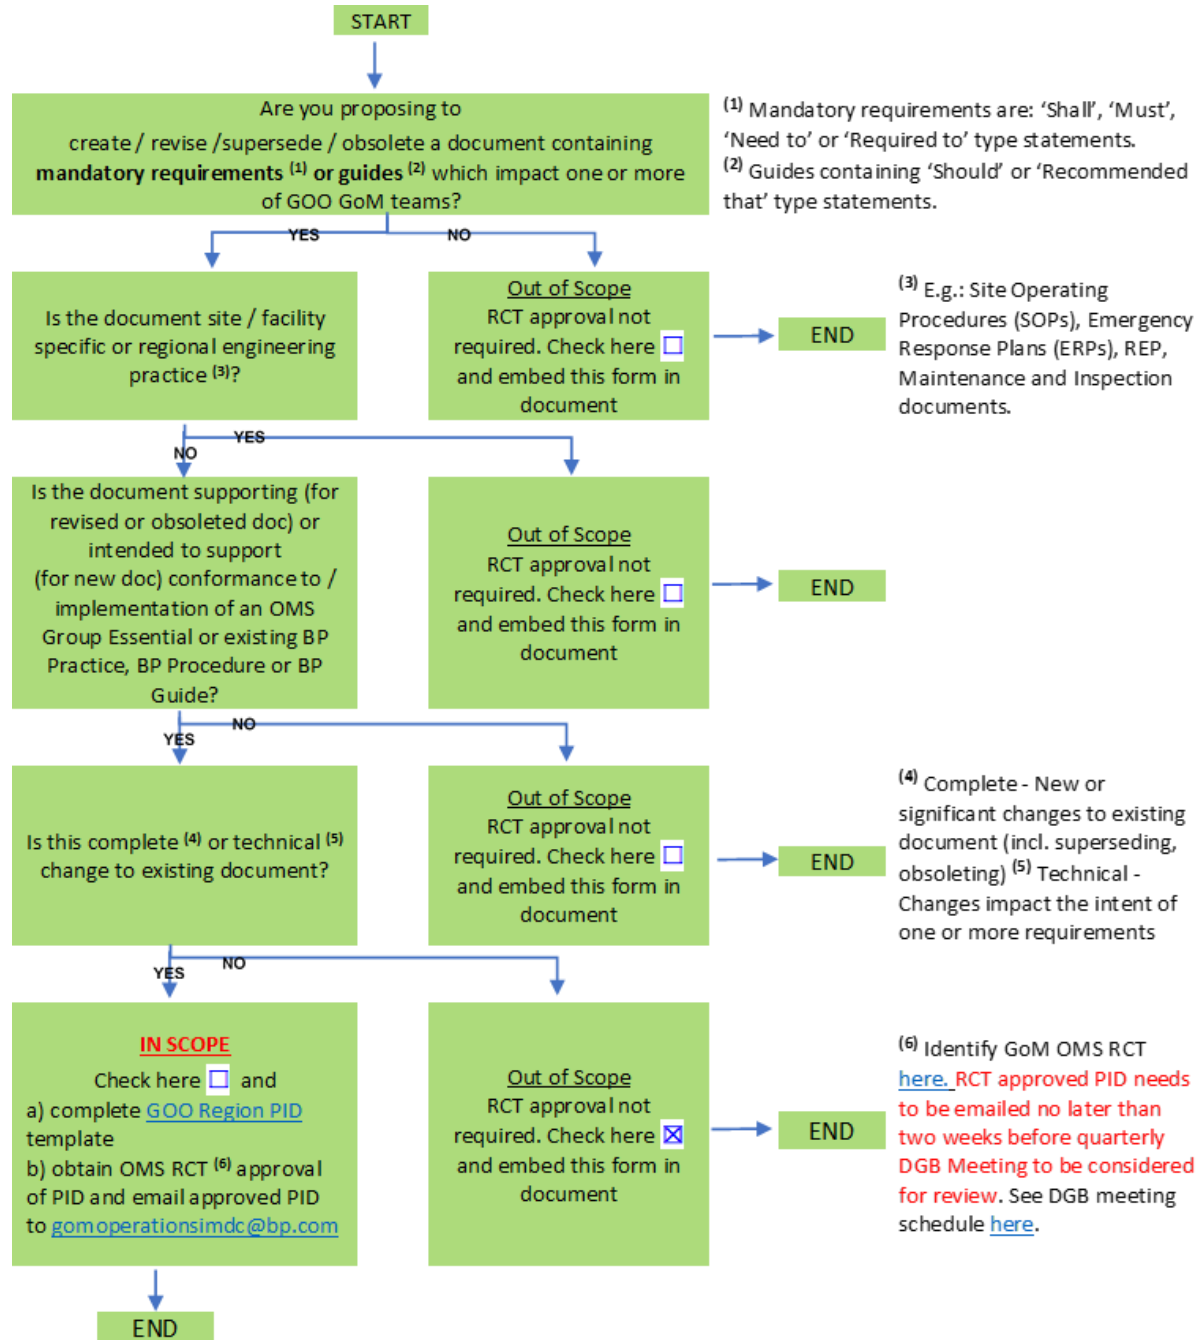 START
Are you proposing to
create / revise /supersede / obsolete a document containing
mandatory requirements (1) or guides (2) which impact one or more
of GOO GoM teams?
(1) Mandatory requirements are: ‘Shall’, ‘Must’,
‘Need to’ or ‘Required to’ type statements.
(2) Guides containing ‘Should’ or ‘Recommended
that’ type statements.
YES
NO
Is the document site / facility
specific or regional engineering
practice (3)?
Out of Scope
RCT approval not
required. Check here ☐
and embed this form in
document
END
(3) E.g.: Site Operating
Procedures (SOPs), Emergency
Response Plans (ERPs), REP,
Maintenance and Inspection
documents.
YES
NO
Is the document supporting (for
revised or obsoleted doc) or
intended to support
(for new doc) conformance to /
implementation of an OMS
Group Essential or existing BP
Practice, BP Procedure or BP
Guide?
Out of Scope
RCT approval not
required. Check here ☐
and embed this form in
document
END
NO
YES
Is this complete (4) or technical (5)
change to existing document?
Out of Scope
RCT approval not
required. Check here ☐
and embed this form in
document
END
(4) Complete - New or
significant changes to existing
document (incl. superseding,
obsoleting) (5) Technical -
Changes impact the intent of
one or more requirements
YES
NO
IN SCOPE
Check here ☐ and
a) complete GOO Region PID
template
b) obtain OMS RCT (6) approval
of PID and email approved PID
to gomoperationsimdc@bp.com
Out of Scope
RCT approval not
required. Check here ☒
and embed this form in
document
END
(6) Identify GoM OMS RCT
here. RCT approved PID needs
to be emailed no later than
two weeks before quarterly
DGB Meeting to be considered
for review. See DGB meeting
schedule here.
END